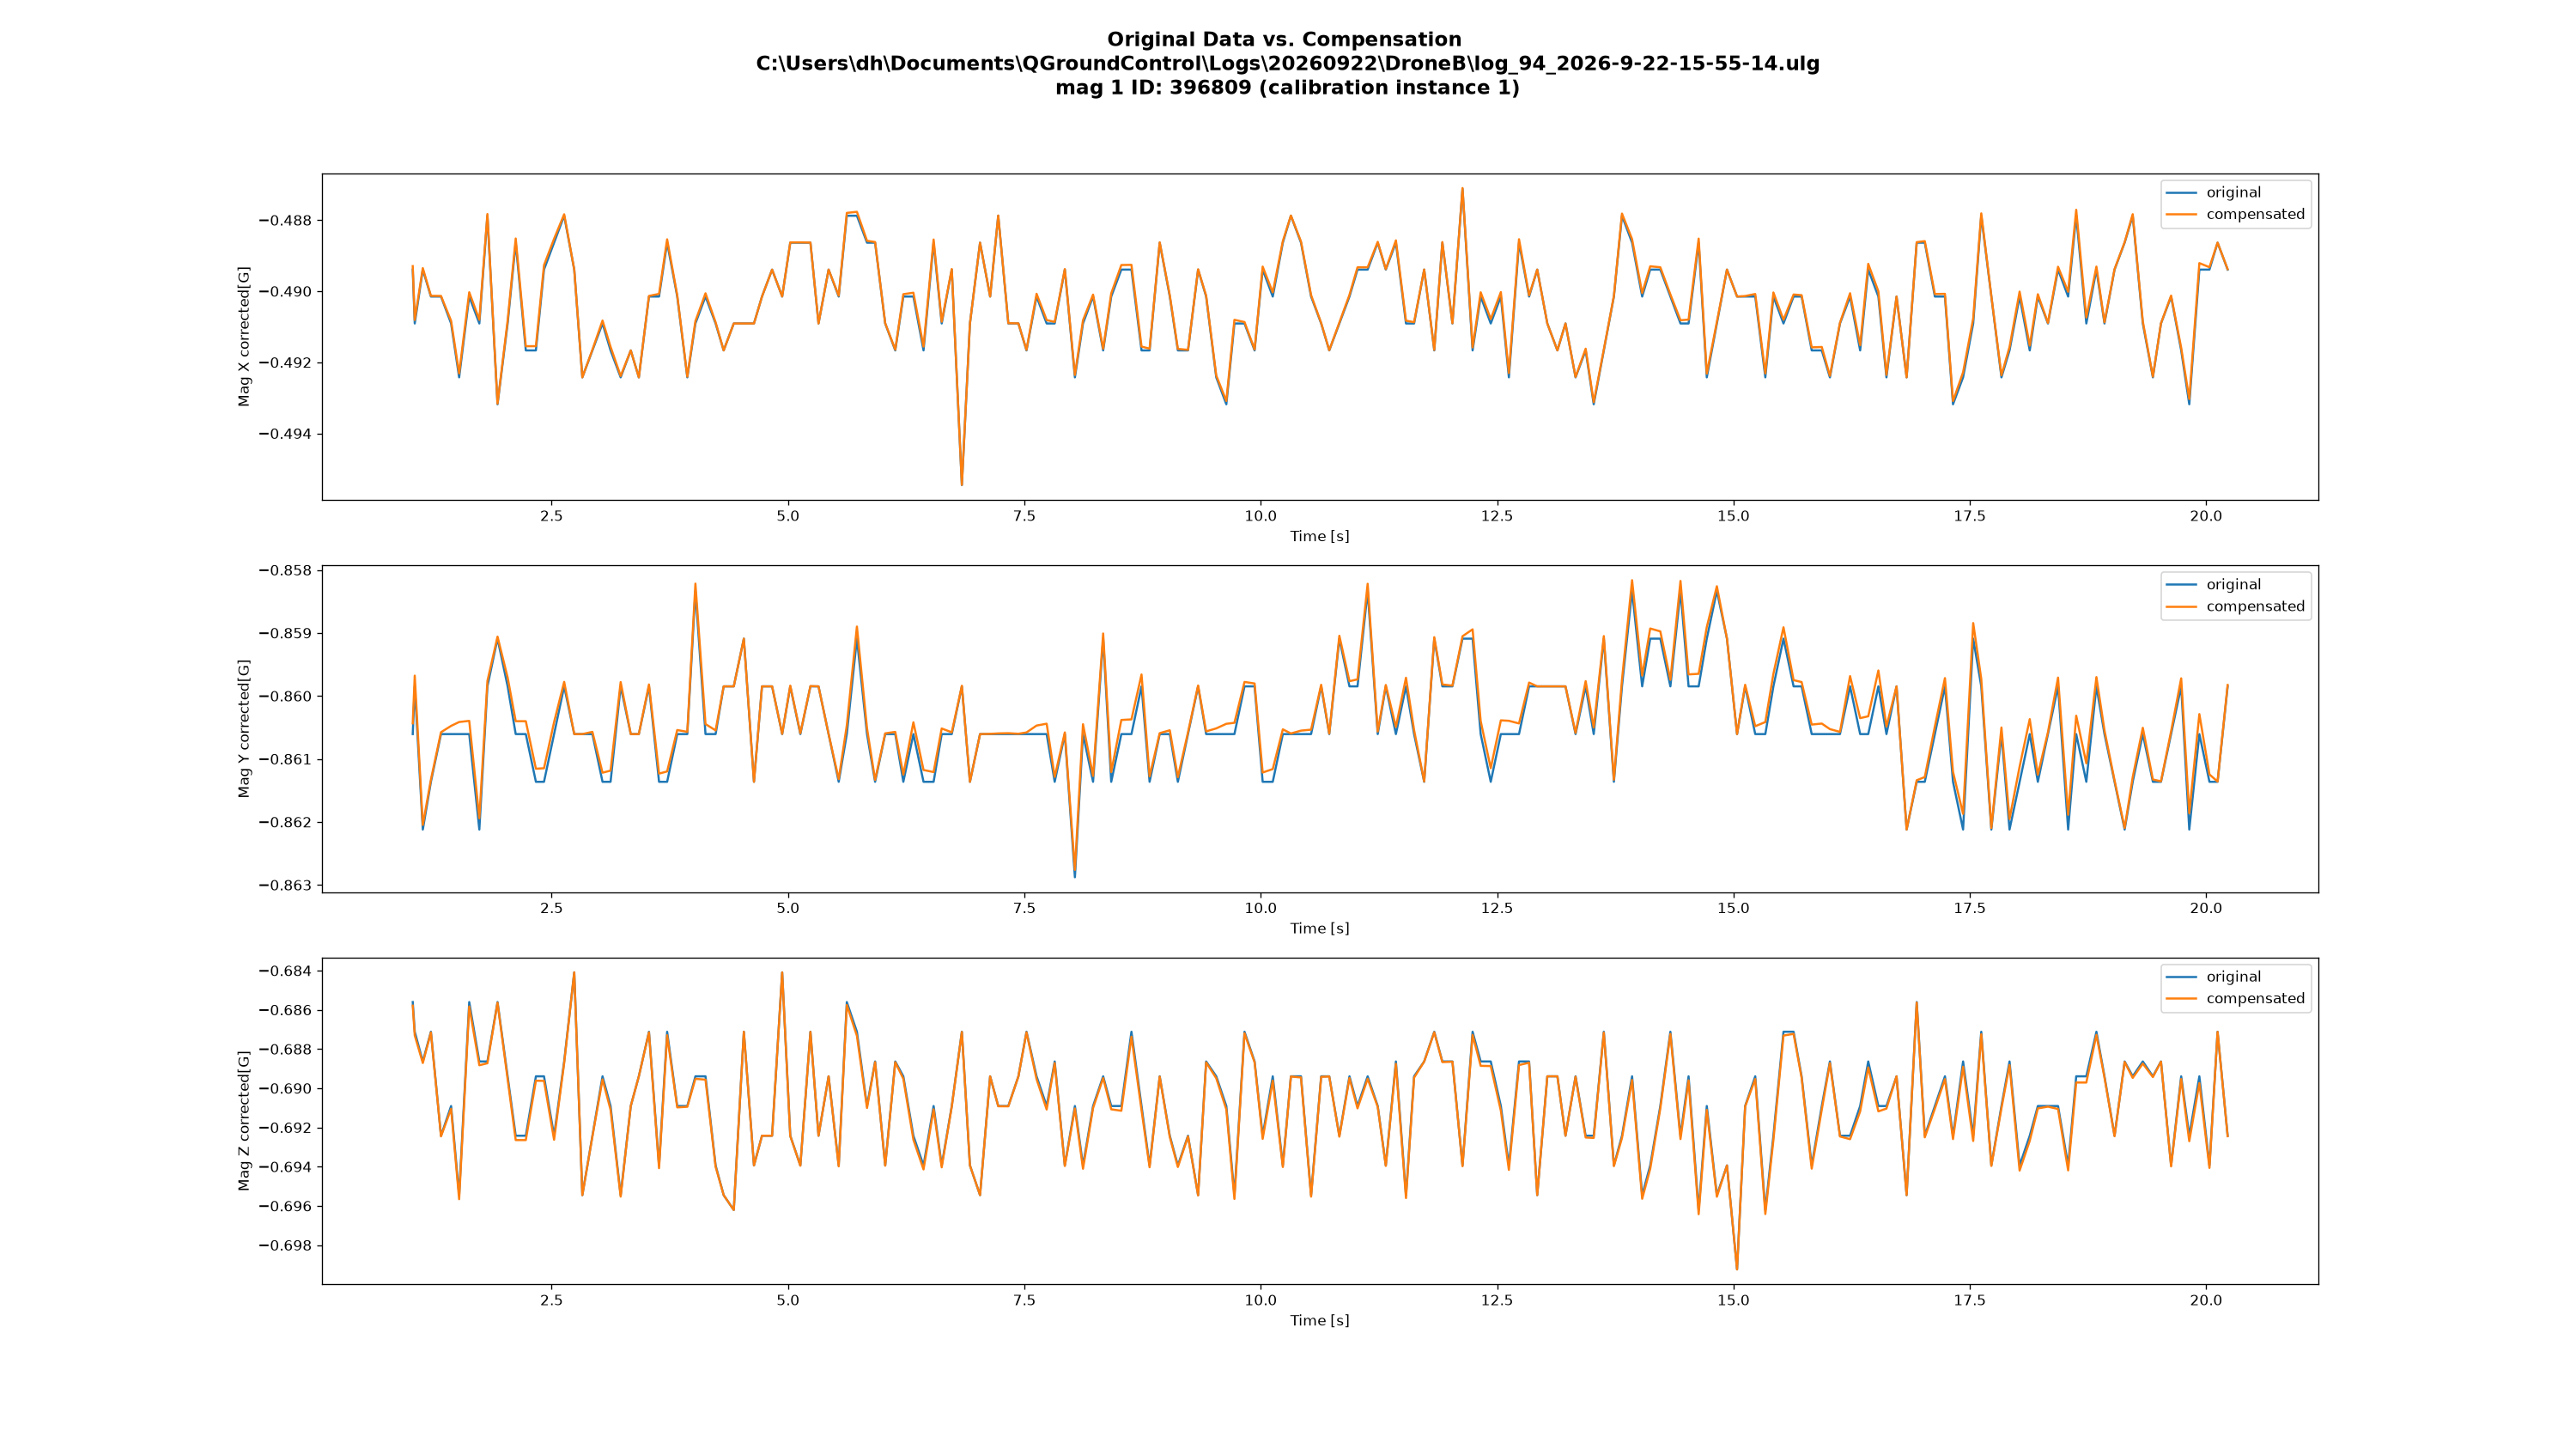 Original Data vs. Compensation
C:\Users\dh\Documents\QGroundControl\Logs\20260922\DroneB\log_94_2026-9-22-15-55-14.ulg
mag 1 ID: 396809 (calibration instance 1)
original
compensated
−0.488
−0.490
−0.492
−0.494
Mag X corrected[G]
2.5 5.0 7.5 10.0 12.5 15.0 17.5 20.0
Time [s]
original
compensated
−0.858
−0.859
−0.860
−0.861
−0.862
−0.863
Mag Y corrected[G]
2.5 5.0 7.5 10.0 12.5 15.0 17.5 20.0
Time [s]
original
compensated
−0.684
−0.686
−0.688
−0.690
−0.692
−0.694
−0.696
−0.698
Mag Z corrected[G]
2.5 5.0 7.5 10.0 12.5 15.0 17.5 20.0
Time [s]